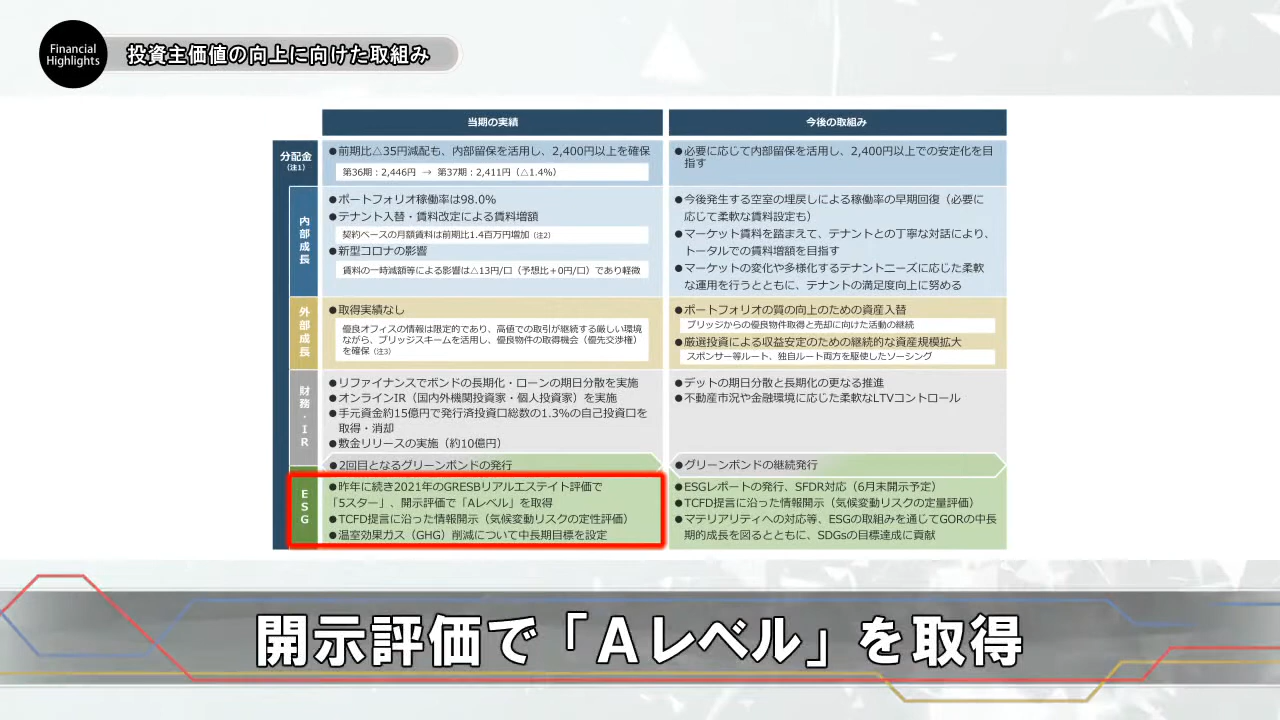 Financial
Highlights
投資主価値の向上に向けた取組み
当期の実績
今後の取組み
分配金
(注1)
●前期比△35円減配も、内部留保を活用し、2,400円以上を確保
第36期：2,446円 → 第37期：2,411円（△1.4%）
●必要に応じて内部留保を活用し、2,400円以上での安定化を目
指す
内部成長
●ポートフォリオ稼働率は98.0%
●テナント入替・賃料改定による賃料増額
契約ベースの月額賃料は前期比1.4百万円増加（注2）
●新型コロナの影響
賃料の一時減額等による影響は△13円/口（予想比＋0円/口）であり軽微
●今後発生する空室の埋戻しによる稼働率の早期回復（必要に
応じて柔軟な賃料設定も）
●マーケット賃料を踏まえて、テナントとの丁寧な対話により、
トータルでの賃料増額を目指す
●マーケットの変化や多様化するテナントニーズに応じた柔軟
な運用を行うとともに、テナントの満足度向上に努める
外部成長
●取得実績なし
優良オフィスの情報は限定的であり、高値での取引が継続する厳しい環境
ながら、ブリッジスキームを活用し、優良物件の取得機会（優先交渉権）
を確保（注3）
●ポートフォリオの質の向上のための資産入替
ブリッジからの優良物件取得と売却に向けた活動の継続
●厳選投資による収益安定のための継続的な資産規模拡大
スポンサー等ルート、独自ルート両方を駆使したソーシング
財務・IR
●リファイナンスでボンドの長期化・ローンの期日分散を実施
●オンラインIR（国内外機関投資家・個人投資家）を実施
●手元資金約15億円で発行済投資口総数の1.3%の自己投資口を
取得・消却
●敷金リリースの実施（約10億円）
●デットの期日分散と長期化の更なる推進
●不動産市況や金融環境に応じた柔軟なLTVコントロール
●2回目となるグリーンボンドの発行
●グリーンボンドの継続発行
ESG
●昨年に続き2021年のGRESBリアルエステイト評価で
「5スター」、開示評価で「Aレベル」を取得
●TCFD提言に沿った情報開示（気候変動リスクの定性評価）
●温室効果ガス（GHG）削減について中長期目標を設定
●ESGレポートの発行、SFDR対応（6月末開示予定）
●TCFD提言に沿った情報開示（気候変動リスクの定量評価）
●マテリアリティへの対応等、ESGの取組みを通じてGORの中長
期的成長を図るとともに、SDGsの目標達成に貢献
開示評価で「Aレベル」を取得